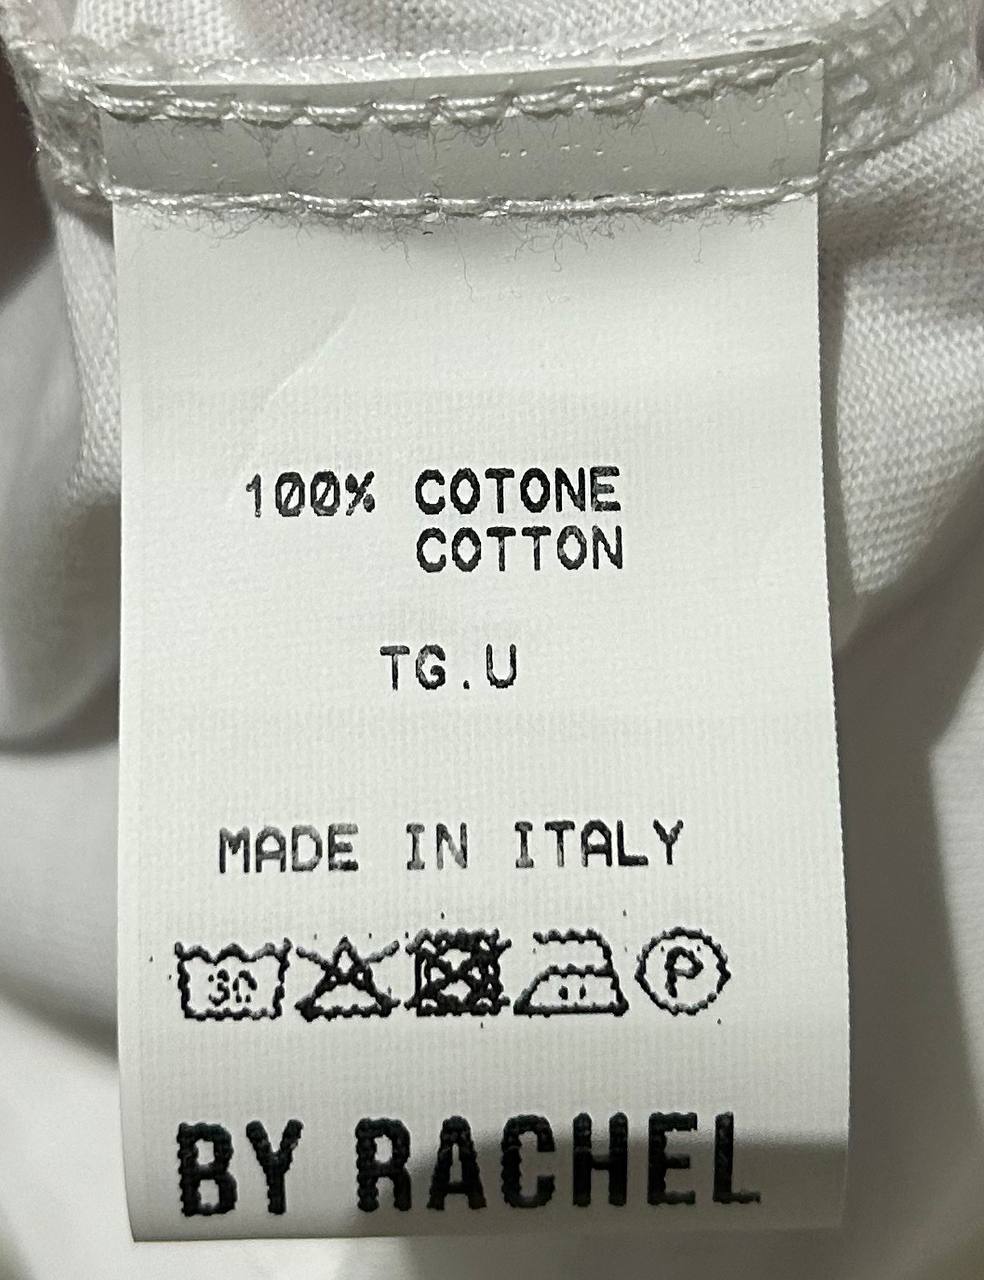 100% COTONE
COTTON
TG.U
MADE IN ITALY
30 P
BY RACHEL